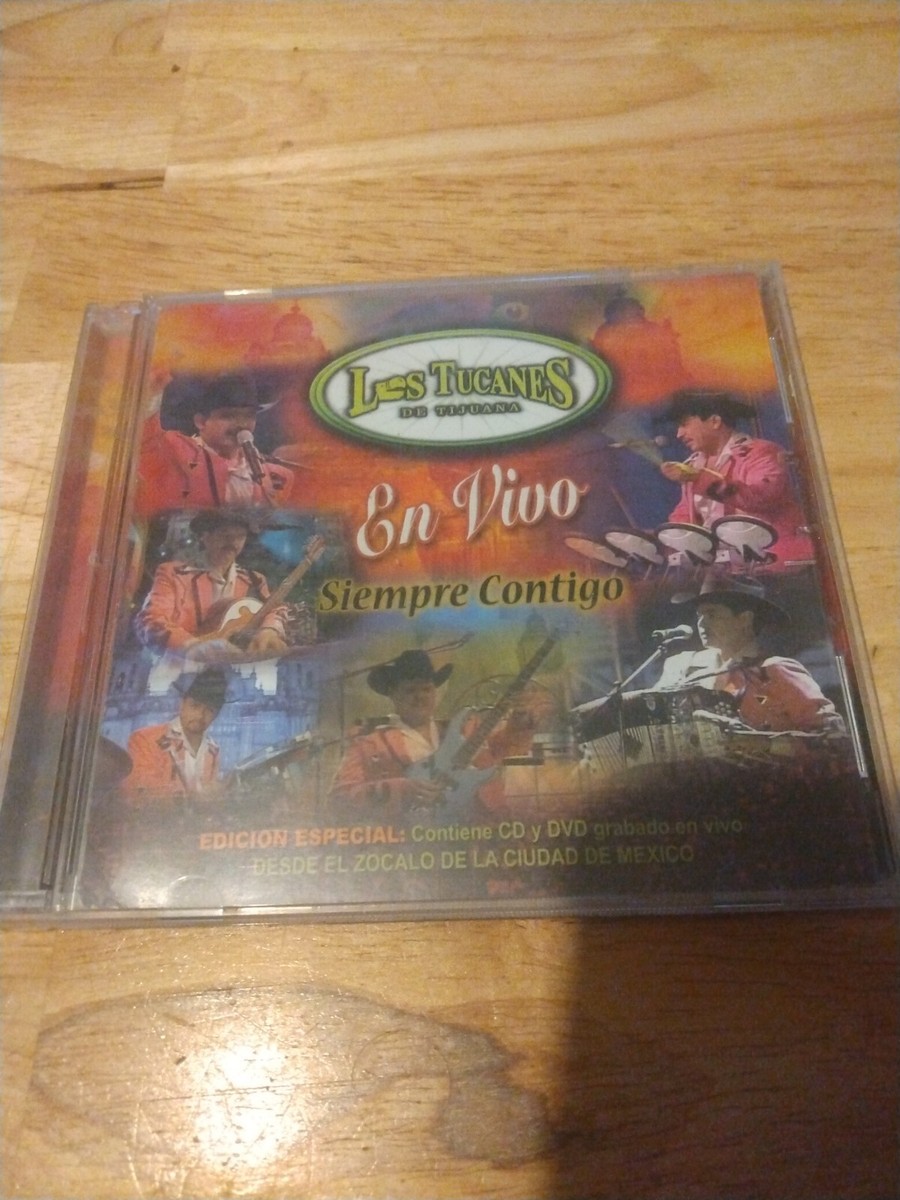 LOS TUCANES
DE TIJUANA
En Vivo
Siempre Contigo
EDICION ESPECIAL: Contiene CD y DVD grabado en vivo
DESDE EL ZOCALO DE LA CIUDAD DE MEXICO